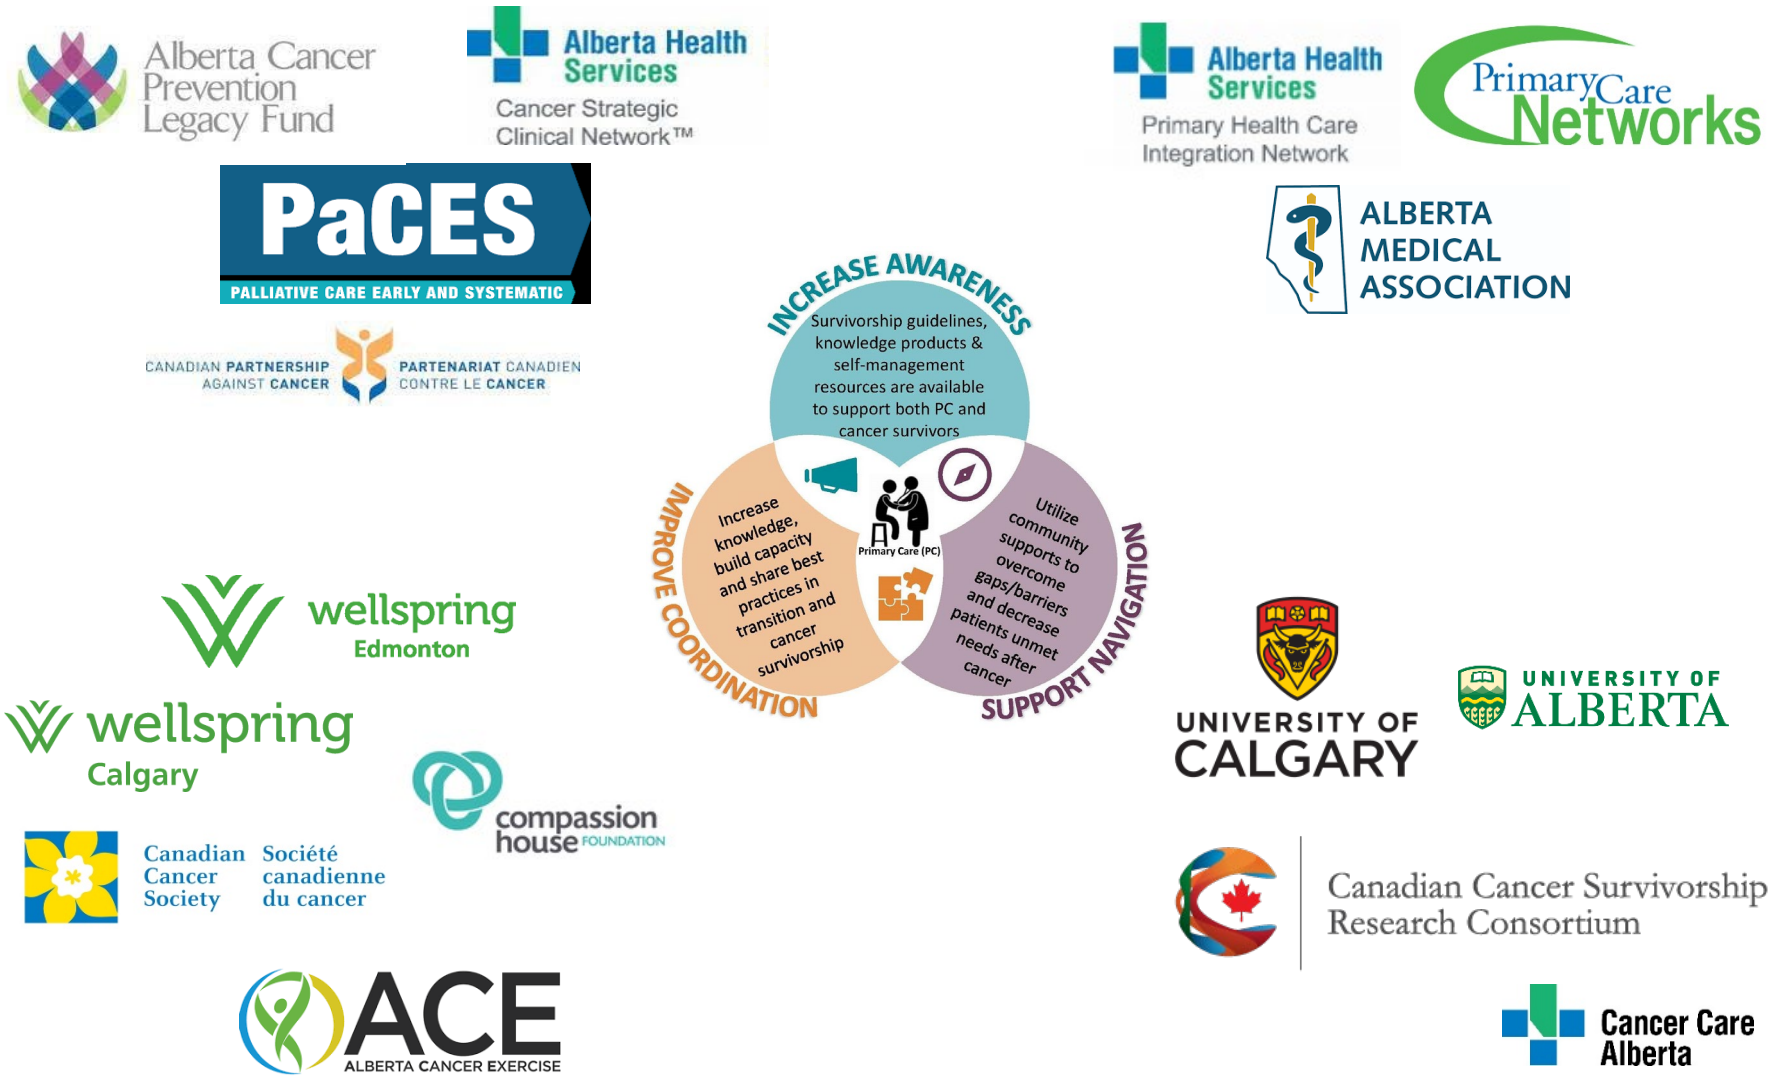 Alberta Cancer
Prevention
Legacy Fund
Alberta Health
Services
Cancer Strategic
Clinical Network™
Alberta Health
Services
Primary Health Care
Integration Network
PrimaryCare
Networks
PaCES
PALLIATIVE CARE EARLY AND SYSTEMATIC
ALBERTA
MEDICAL
ASSOCIATION
CANADIAN PARTNERSHIP
AGAINST CANCER
PARTENARIAT CANADIEN
CONTRE LE CANCER
INCREASE AWARENESS
Survivorship guidelines,
knowledge products &
self-management
resources are available
to support both PC and
cancer survivors
IMPROVE COORDINATION
Increase
knowledge,
build capacity
and share best
practices in
transition and
cancer
survivorship
Primary Care (PC)
SUPPORT NAVIGATION
Utilize
community
supports to
overcome
gaps/barriers
and decrease
patients unmet
needs after
cancer
wellspring
Edmonton
wellspring
Calgary
compassion
house FOUNDATION
Canadian
Cancer
Society
Société
canadienne
du cancer
ACE
ALBERTA CANCER EXERCISE
UNIVERSITY OF
CALGARY
UNIVERSITY OF
ALBERTA
Canadian Cancer Survivorship
Research Consortium
Cancer Care
Alberta